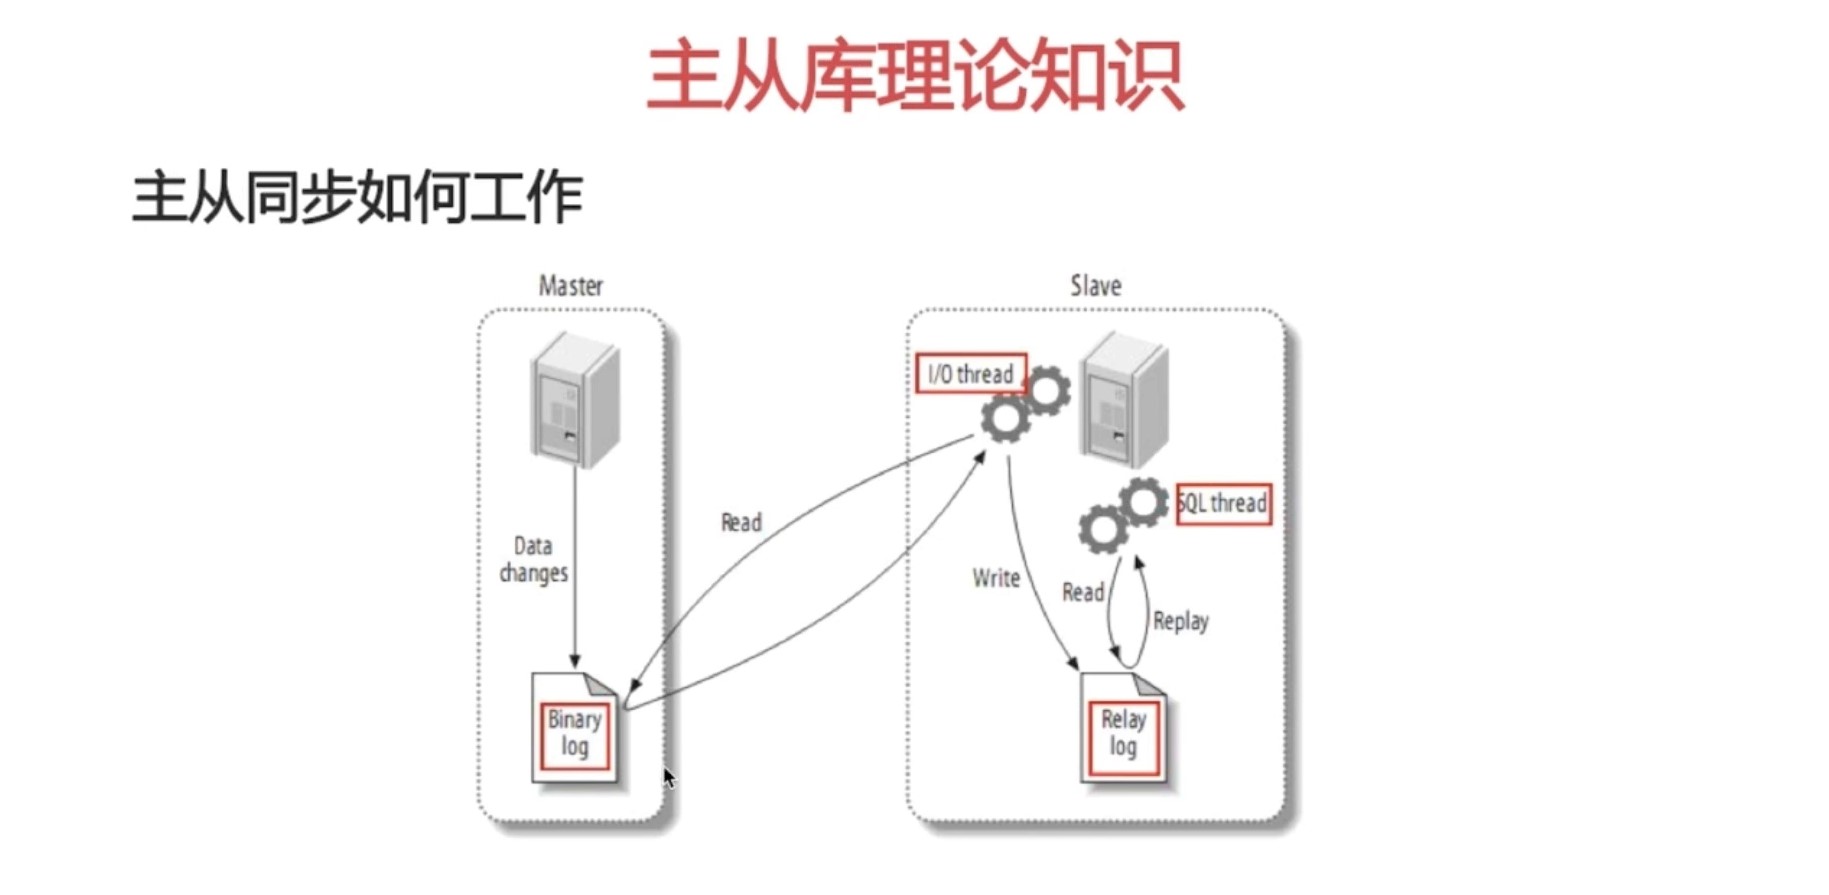 主从库理论知识
主从同步如何工作
Master
Slave
I/O thread
SQL thread
Read
Data
changes
Write
Read
Replay
Binary
log
Relay
log